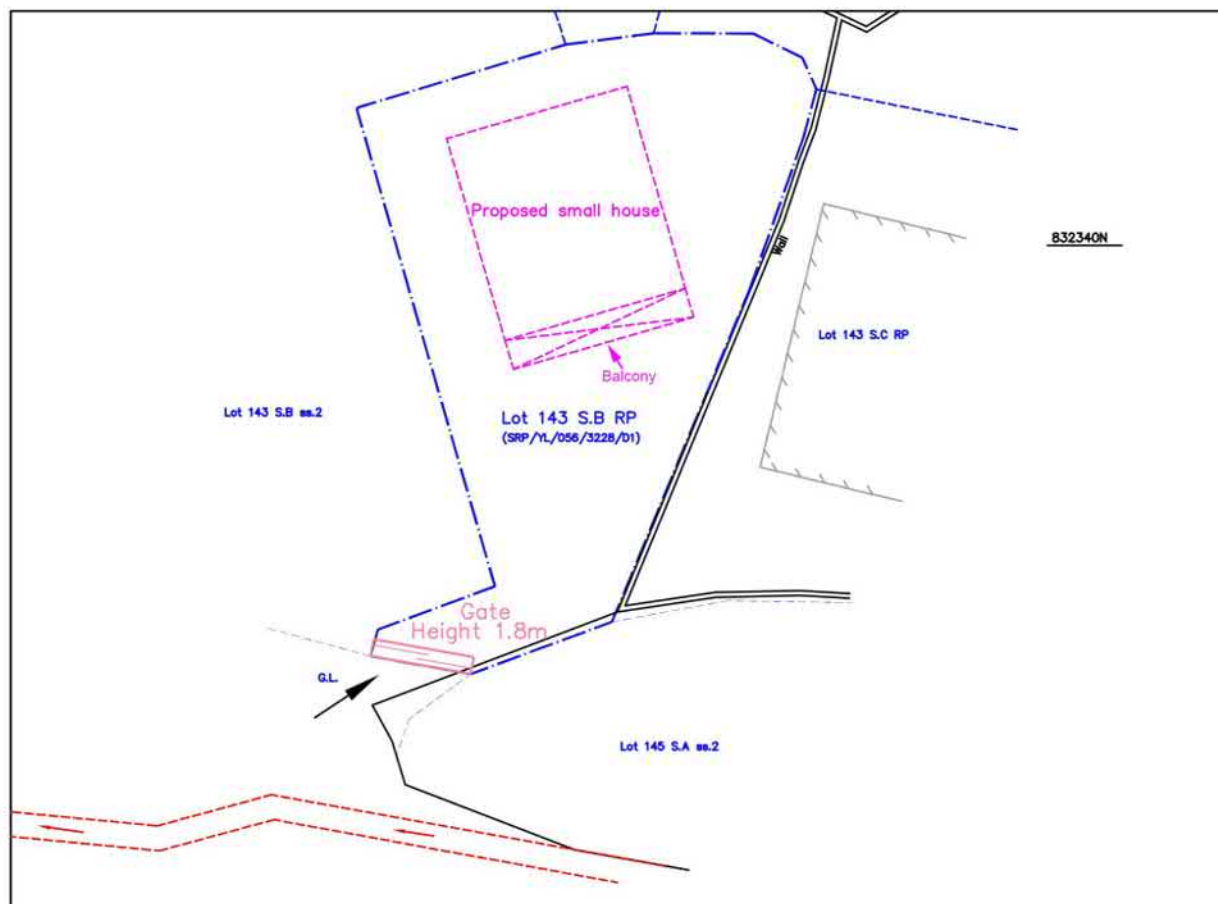 Proposed small house
Wall
832340N
Lot 143 S.C RP
Balcony
Lot 143 S.B ss.2
Lot 143 S.B RP
(SRP/YL/056/3228/D1)
Gate
Height 1.8m
G.L.
Lot 145 S.A ss.2